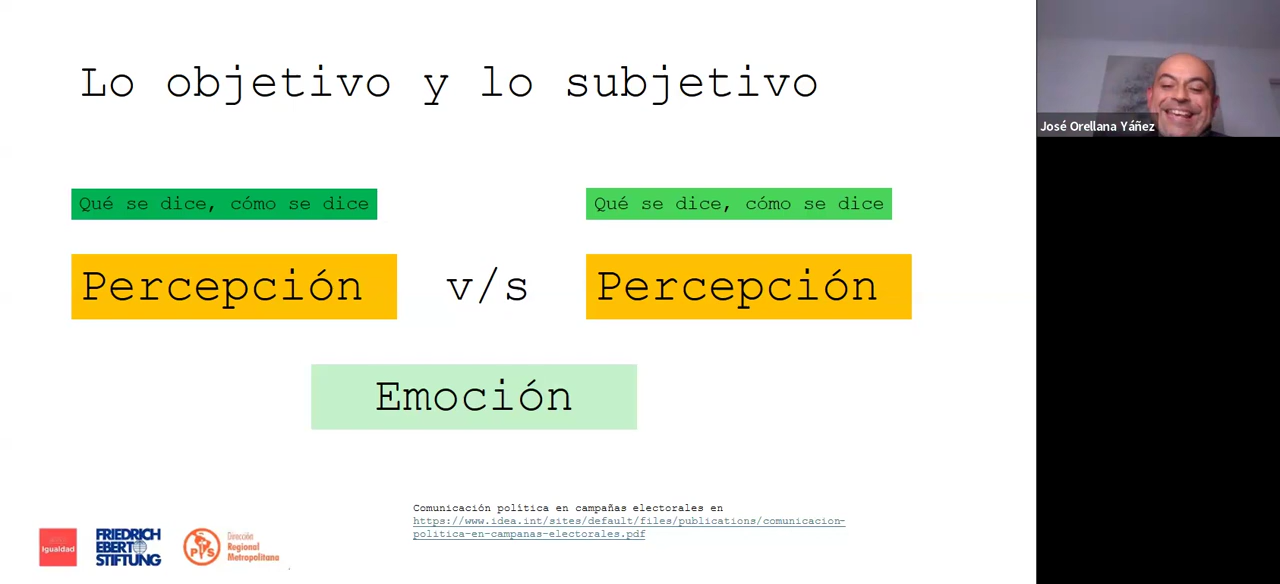 Lo objetivo y lo subjetivo
Qué se dice, cómo se dice
Qué se dice, cómo se dice
Percepción v/s Percepción
Emoción
Comunicación política en campañas electorales en
https://www.idea.int/sites/default/files/publications/comunicacion-
politica-en-campanas-electorales.pdf
Igualdad
FRIEDRICH
EBERT
STIFTUNG
PS
Dirección
Regional
Metropolitana
José Orellana Yáñez